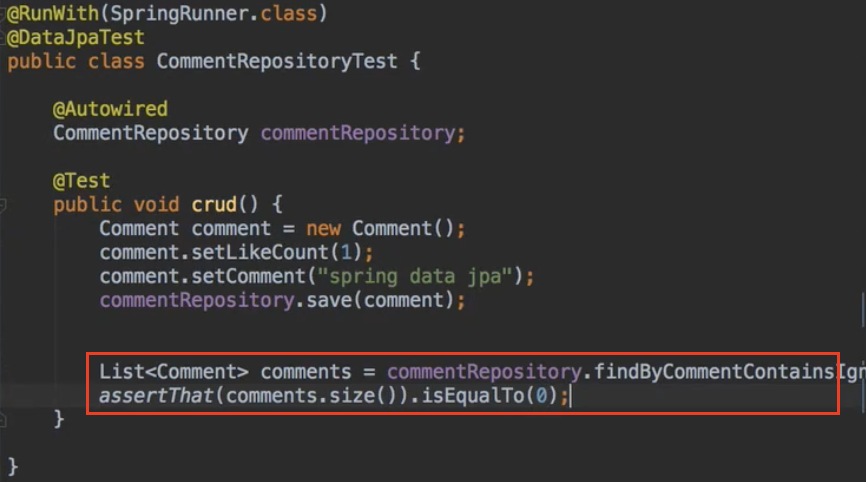 @RunWith(SpringRunner.class)
@DataJpaTest
public class CommentRepositoryTest {
@Autowired
CommentRepository commentRepository;
@Test
public void crud() {
Comment comment = new Comment();
comment.setLikeCount(1);
comment.setComment("spring data jpa");
commentRepository.save(comment);
List<Comment> comments = commentRepository.findByCommentContainsIgn
assertThat(comments.size()).isEqualTo(0);
}
}